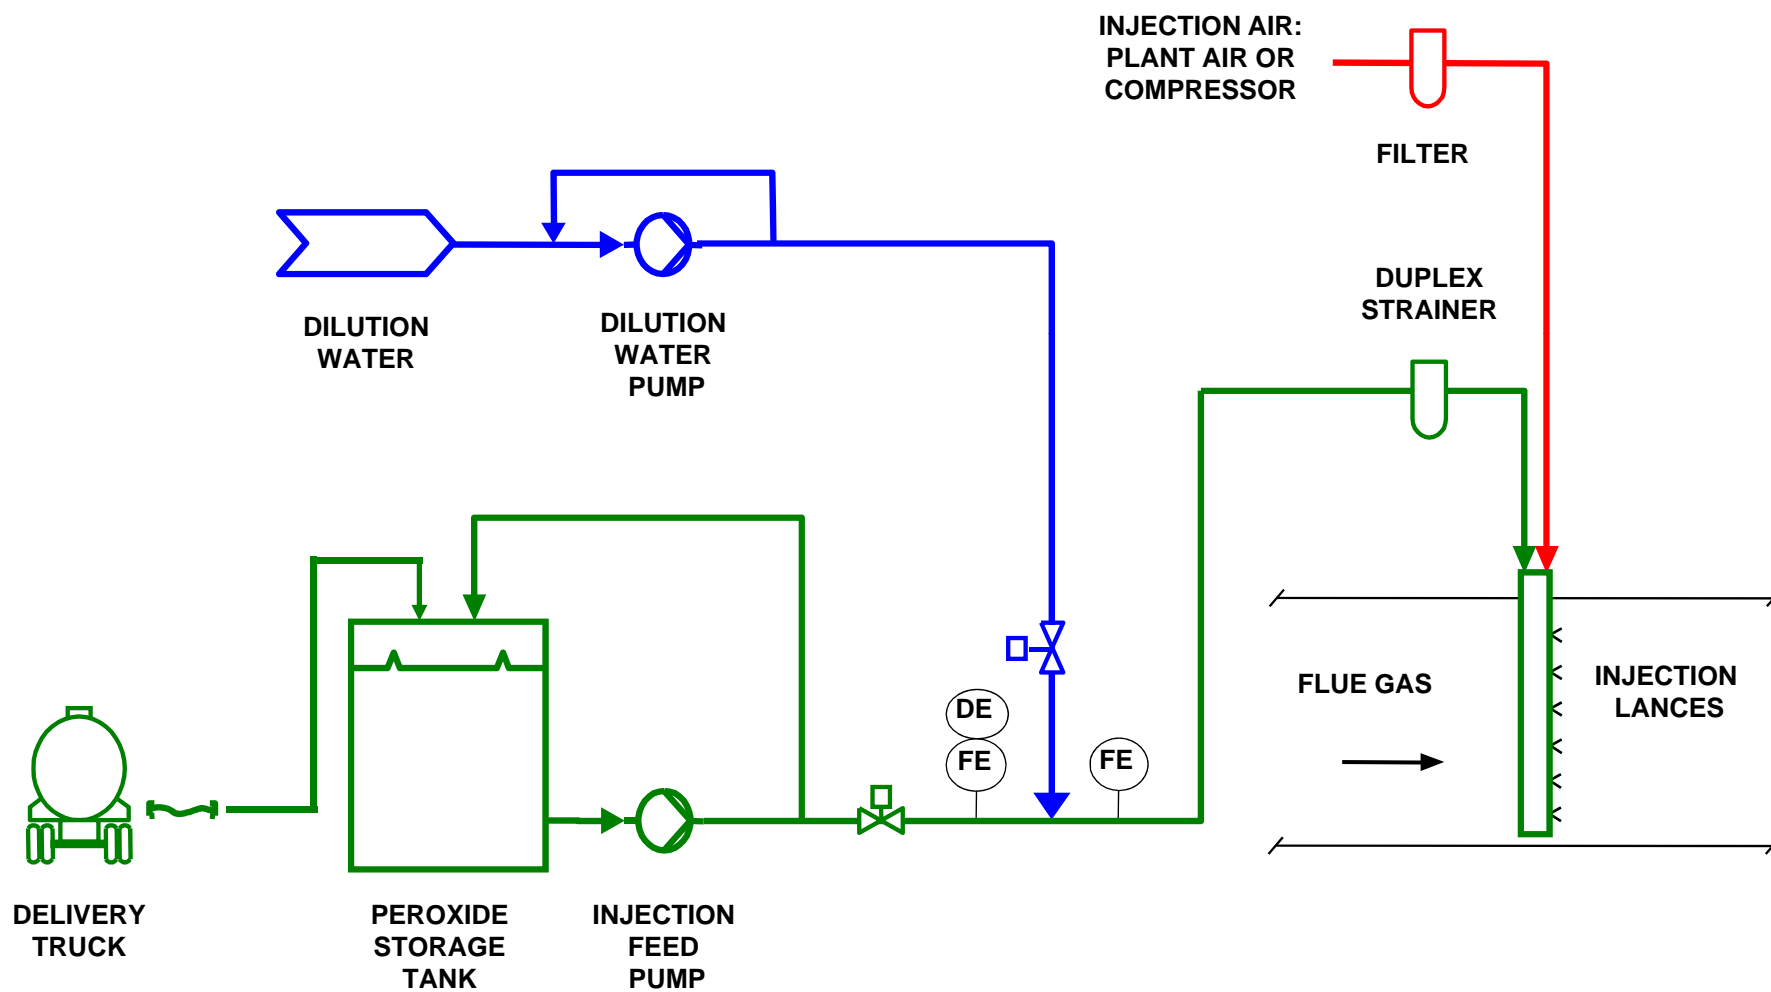 INJECTION AIR:
PLANT AIR OR
COMPRESSOR
FILTER
DILUTION
WATER
DILUTION
WATER
PUMP
DUPLEX
STRAINER
DE
FE
FE
FLUE GAS
INJECTION
LANCES
DELIVERY
TRUCK
PEROXIDE
STORAGE
TANK
INJECTION
FEED
PUMP